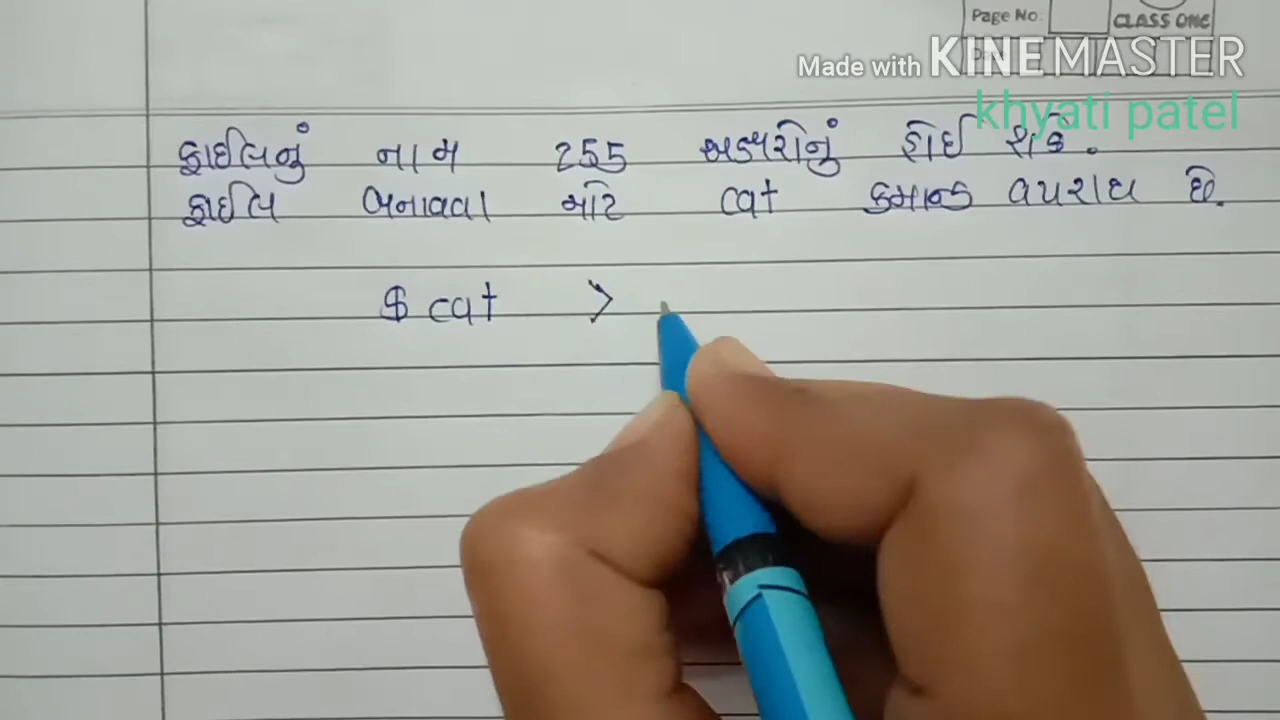 Page No:
CLASS ONE
Made with KINEMASTER
khyati patel
ફાઈલનું નામ 255 અક્ષરોનું હોઈ શકે.
ફાઈલ બનાવવા માટે cat કમાન્ડ વપરાય છે.
$ cat >